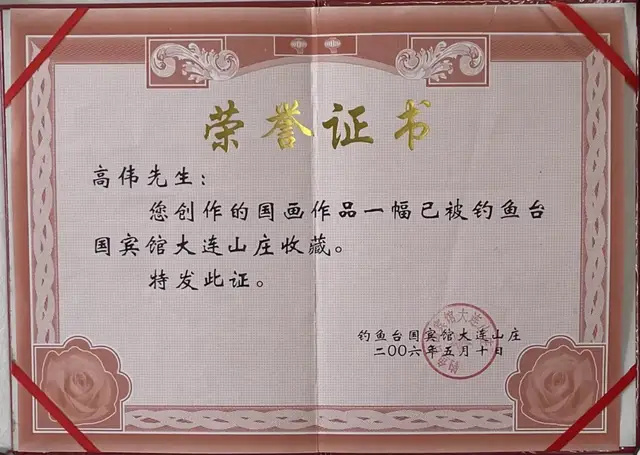 荣誉证书
高伟先生：
您创作的国画作品一幅已被钓鱼台
国宾馆大连山庄收藏。
特发此证。
钓鱼台国宾馆大连山庄
二〇〇六年五月十日